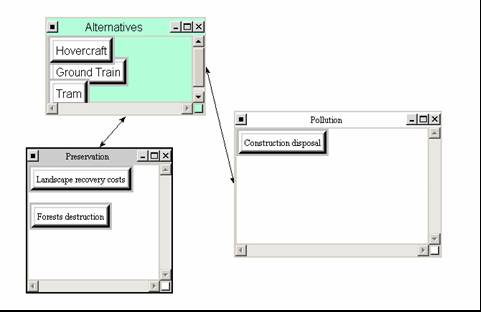 Alternatives
Hovercraft
Ground Train
Tram
Pollution
Construction disposal
Preservation
Landscape recovery costs
Forests destruction